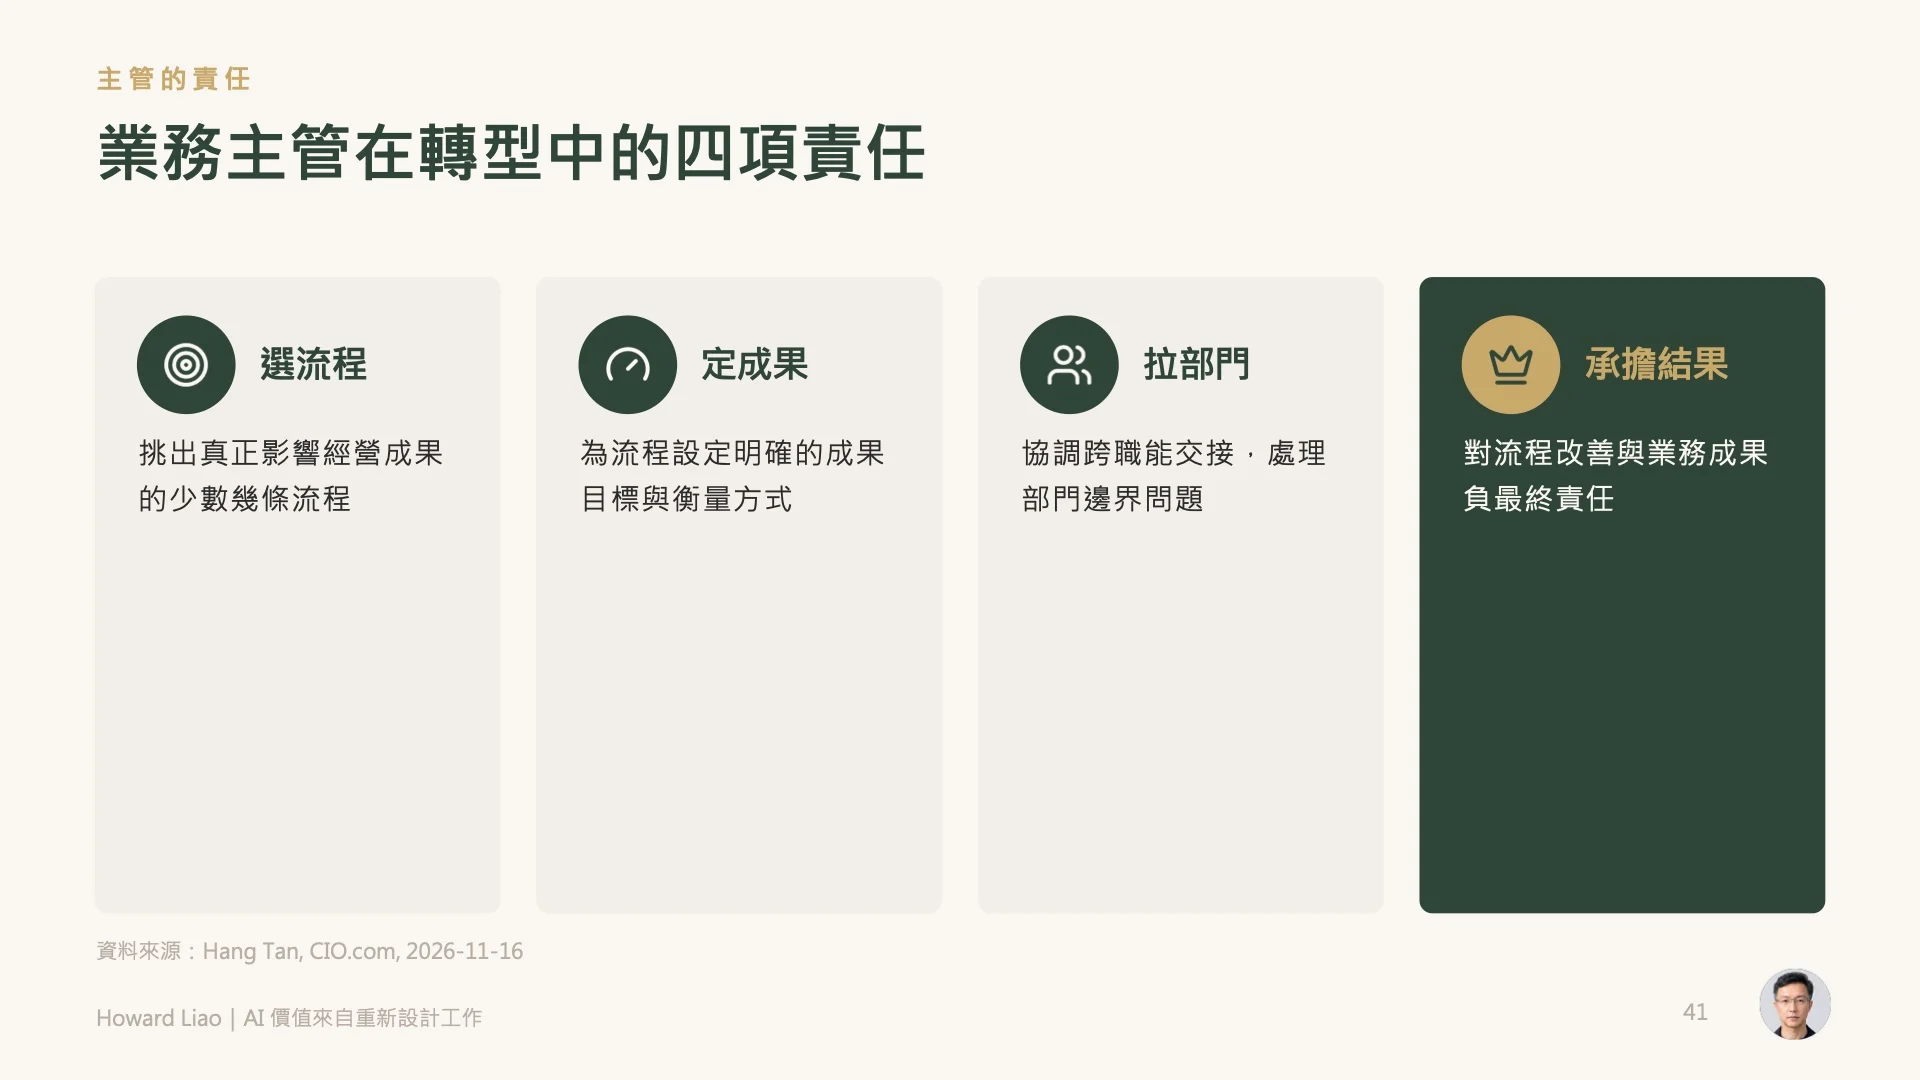 主管的責任
業務主管在轉型中的四項責任
選流程
挑出真正影響經營成果
的少數幾條流程
定成果
為流程設定明確的成果
目標與衡量方式
拉部門
協調跨職能交接，處理
部門邊界問題
承擔結果
對流程改善與業務成果
負最終責任
資料來源：Hang Tan, CIO.com, 2026-11-16
Howard Liao｜AI 價值來自重新設計工作
41